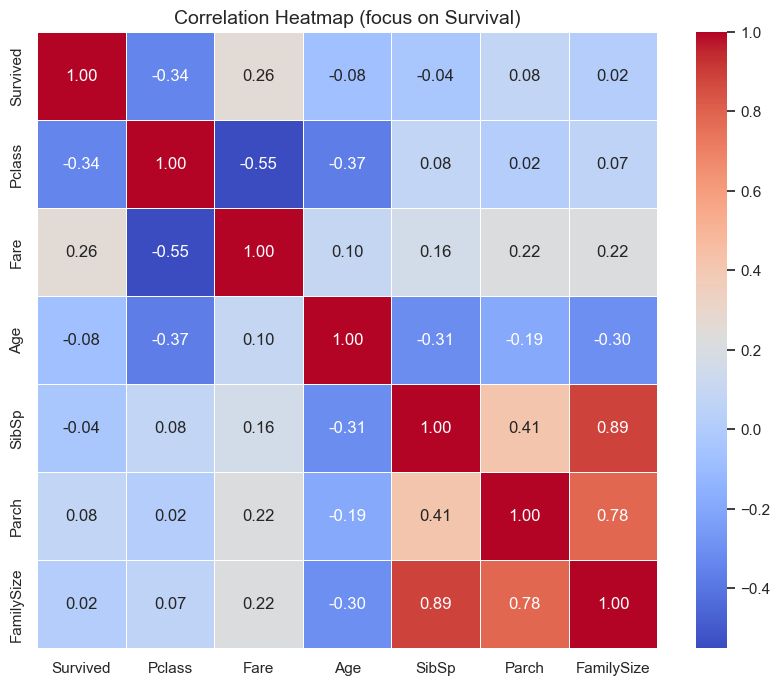 Correlation Heatmap (focus on Survival)
Survived 1.00 -0.34 0.26 -0.08 -0.04 0.08 0.02
Pclass -0.34 1.00 -0.55 -0.37 0.08 0.02 0.07
Fare 0.26 -0.55 1.00 0.10 0.16 0.22 0.22
Age -0.08 -0.37 0.10 1.00 -0.31 -0.19 -0.30
SibSp -0.04 0.08 0.16 -0.31 1.00 0.41 0.89
Parch 0.08 0.02 0.22 -0.19 0.41 1.00 0.78
FamilySize 0.02 0.07 0.22 -0.30 0.89 0.78 1.00
Survived Pclass Fare Age SibSp Parch FamilySize
1.0
0.8
0.6
0.4
0.2
0.0
−0.2
−0.4